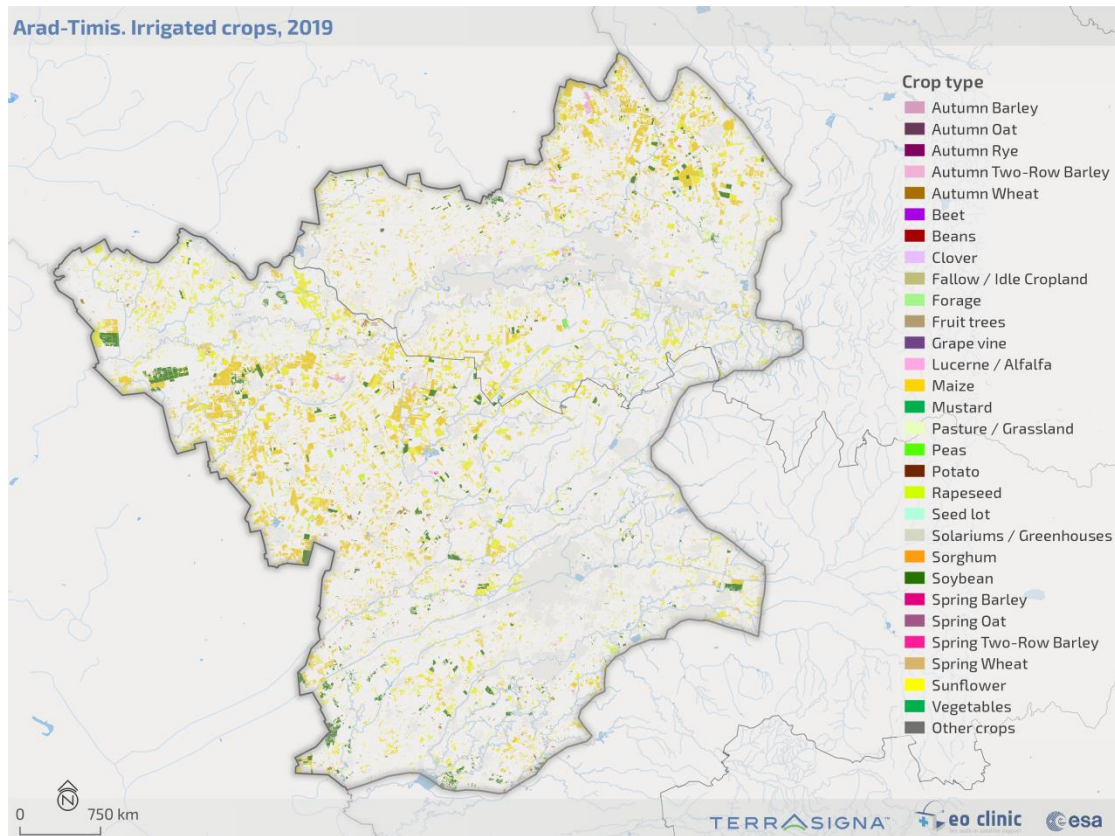 Arad-Timis. Irrigated crops, 2019
Crop type
Autumn Barley
Autumn Oat
Autumn Rye
Autumn Two-Row Barley
Autumn Wheat
Beet
Beans
Clover
Fallow / Idle Cropland
Forage
Fruit trees
Grape vine
Lucerne / Alfalfa
Maize
Mustard
Pasture / Grassland
Peas
Potato
Rapeseed
Seed lot
Solariums / Greenhouses
Sorghum
Soybean
Spring Barley
Spring Oat
Spring Two-Row Barley
Spring Wheat
Sunflower
Vegetables
Other crops
N
0 750 km
TERRASIGNA™
eo clinic
esa